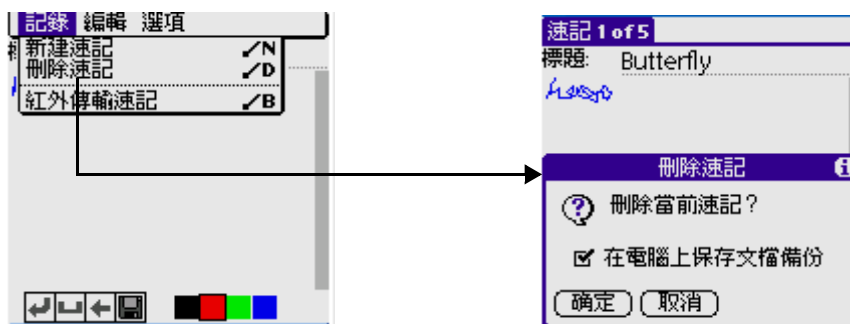 記錄 編輯 選項
新建速記 ⁄N
刪除速記 ⁄D
紅外傳輸速記 ⁄B
速記 1 of 5
標題: Butterfly
刪除速記
刪除當前速記？
在電腦上保存文檔備份
确定 取消